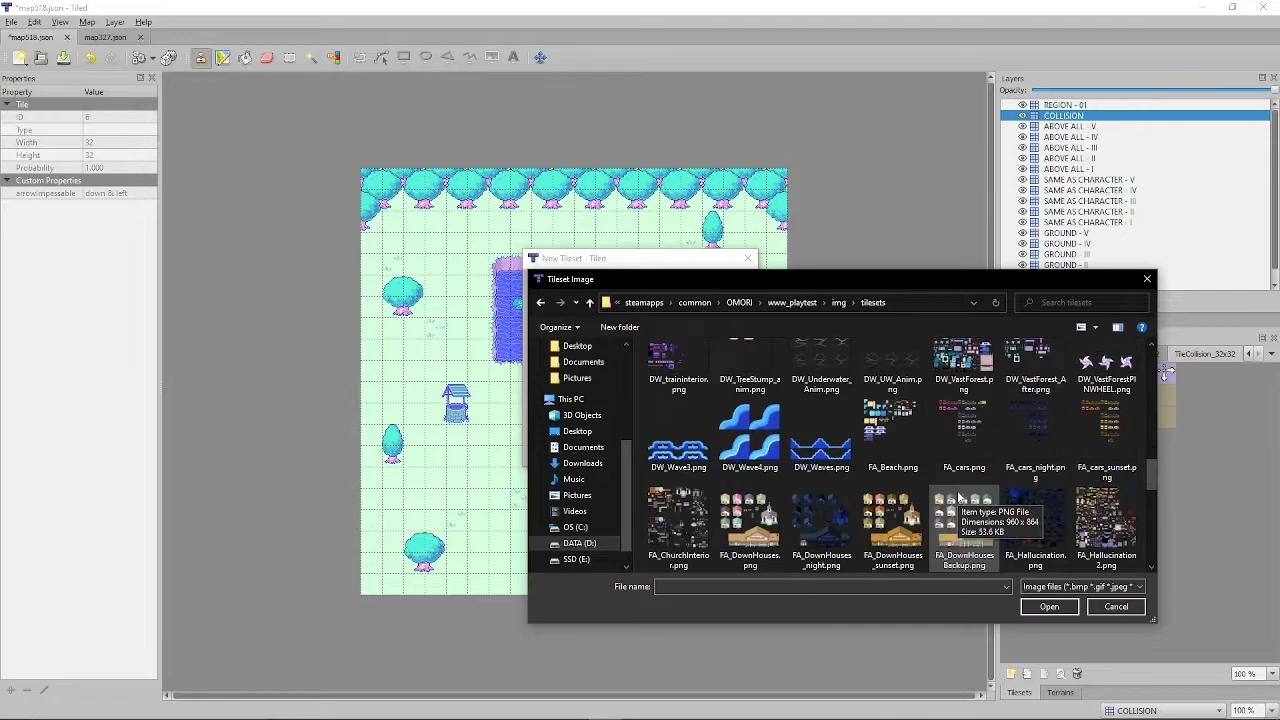 *map518.json - Tiled
File Edit View Map Layer Help
*map518.json map327.json
Properties
Property Value
Tile
ID 6
Type
Width 32
Height 32
Probability 1.000
Custom Properties
arrowImpassable down & left
New Tileset - Tiled
Tileset Image
« steamapps › common › OMORI › www_playtest › img › tilesets
Search tilesets
Organize New folder
Desktop
Documents
Pictures
This PC
3D Objects
Desktop
Documents
Downloads
Music
Pictures
Videos
OS (C:)
DATA (D:)
SSD (E:)
DW_traininterior.png
DW_TreeStump_anim.png
DW_Underwater_Anim.png
DW_UW_Anim.png
DW_VastForest.png
DW_VastForest_After.png
DW_VastForestPINWHEEL.png
DW_Wave3.png
DW_Wave4.png
DW_Waves.png
FA_Beach.png
FA_cars.png
FA_cars_night.png
FA_cars_sunset.png
FA_ChurchInterior.png
FA_DownHouses.png
FA_DownHouses_night.png
FA_DownHouses_sunset.png
FA_DownHousesBackup.png
FA_Hallucination.png
FA_Hallucination2.png
Item type: PNG File
Dimensions: 960 x 864
Size: 53.6 KB
File name:
Image files (*.bmp *.gif *.jpeg *
Open Cancel
Layers
Opacity:
REGION - 01
COLLISION
ABOVE ALL - V
ABOVE ALL - IV
ABOVE ALL - III
ABOVE ALL - II
ABOVE ALL - I
SAME AS CHARACTER - V
SAME AS CHARACTER - IV
SAME AS CHARACTER - III
SAME AS CHARACTER - II
SAME AS CHARACTER - I
GROUND - V
GROUND - IV
GROUND - III
GROUND - II
TileCollision_32x32
100 %
Tilesets Terrains
COLLISION 100 %